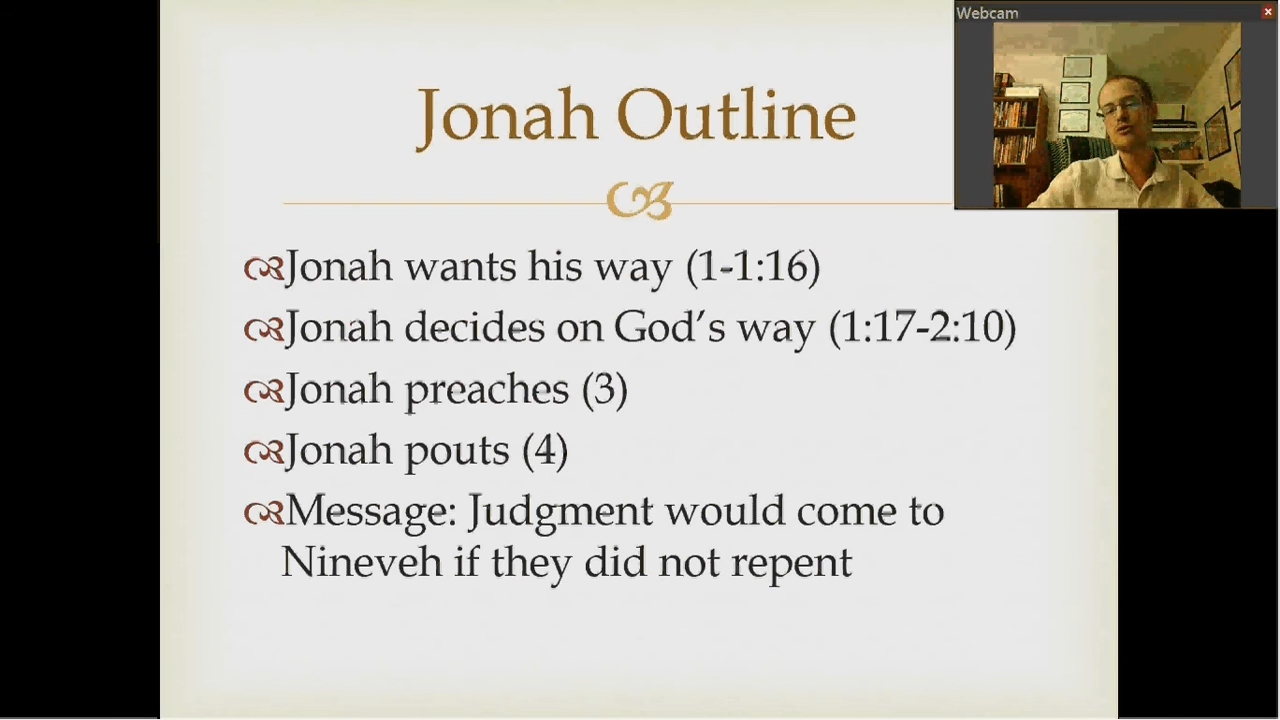 Webcam
Jonah Outline
Jonah wants his way (1-1:16)
Jonah decides on God’s way (1:17-2:10)
Jonah preaches (3)
Jonah pouts (4)
Message: Judgment would come to
Nineveh if they did not repent